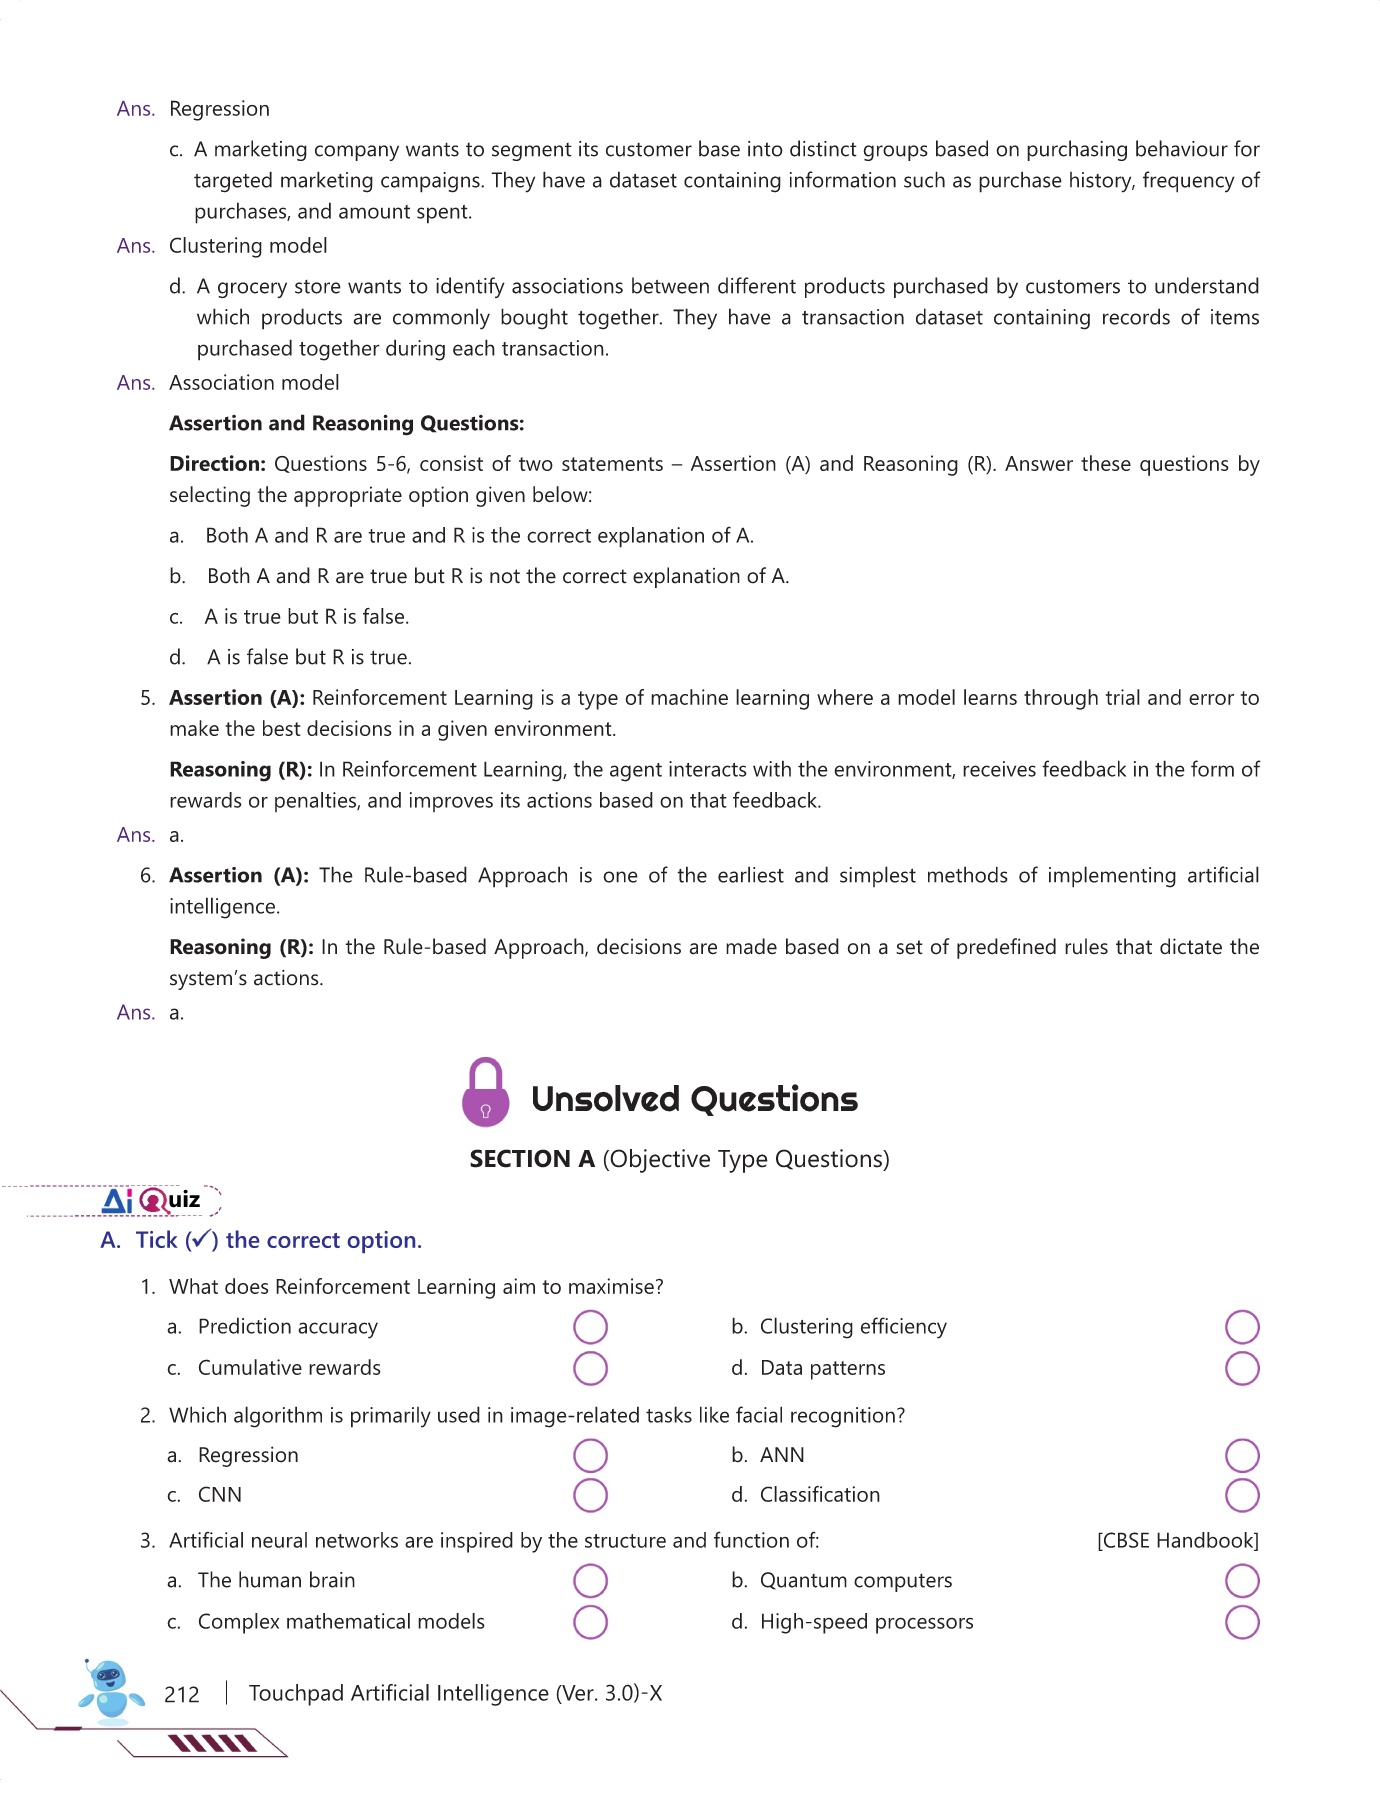 Ans. Regression
c. A marketing company wants to segment its customer base into distinct groups based on purchasing behaviour for
targeted marketing campaigns. They have a dataset containing information such as purchase history, frequency of
purchases, and amount spent.
Ans. Clustering model
d. A grocery store wants to identify associations between different products purchased by customers to understand
which products are commonly bought together. They have a transaction dataset containing records of items
purchased together during each transaction.
Ans. Association model
Assertion and Reasoning Questions:
Direction: Questions 5-6, consist of two statements – Assertion (A) and Reasoning (R). Answer these questions by
selecting the appropriate option given below:
a. Both A and R are true and R is the correct explanation of A.
b. Both A and R are true but R is not the correct explanation of A.
c. A is true but R is false.
d. A is false but R is true.
5. Assertion (A): Reinforcement Learning is a type of machine learning where a model learns through trial and error to
make the best decisions in a given environment.
Reasoning (R): In Reinforcement Learning, the agent interacts with the environment, receives feedback in the form of
rewards or penalties, and improves its actions based on that feedback.
Ans. a.
6. Assertion (A): The Rule-based Approach is one of the earliest and simplest methods of implementing artificial
intelligence.
Reasoning (R): In the Rule-based Approach, decisions are made based on a set of predefined rules that dictate the
system’s actions.
Ans. a.
Unsolved Questions
SECTION A (Objective Type Questions)
Ai Quiz
A. Tick (✓) the correct option.
1. What does Reinforcement Learning aim to maximise?
a. Prediction accuracy b. Clustering efficiency
c. Cumulative rewards d. Data patterns
2. Which algorithm is primarily used in image-related tasks like facial recognition?
a. Regression b. ANN
c. CNN d. Classification
3. Artificial neural networks are inspired by the structure and function of: [CBSE Handbook]
a. The human brain b. Quantum computers
c. Complex mathematical models d. High-speed processors
212 | Touchpad Artificial Intelligence (Ver. 3.0)-X